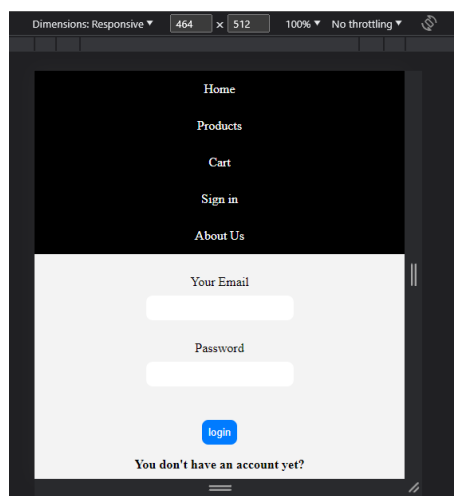 Dimensions: Responsive ▼ 464 × 512 100% ▼ No throttling ▼
Home
Products
Cart
Sign in
About Us
Your Email
Password
login
You don't have an account yet?